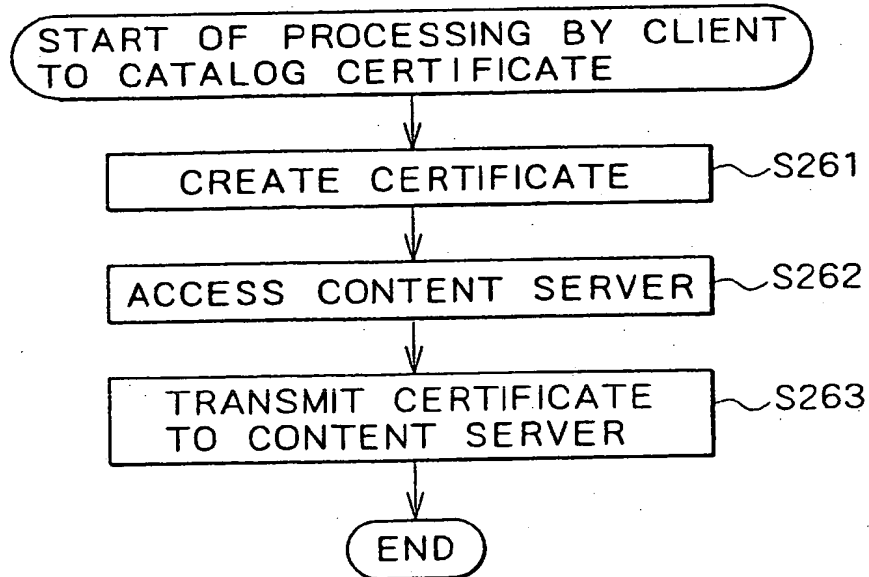 START OF PROCESSING BY CLIENT
TO CATALOG CERTIFICATE
CREATE CERTIFICATE
S261
ACCESS CONTENT SERVER
S262
TRANSMIT CERTIFICATE
TO CONTENT SERVER
S263
END